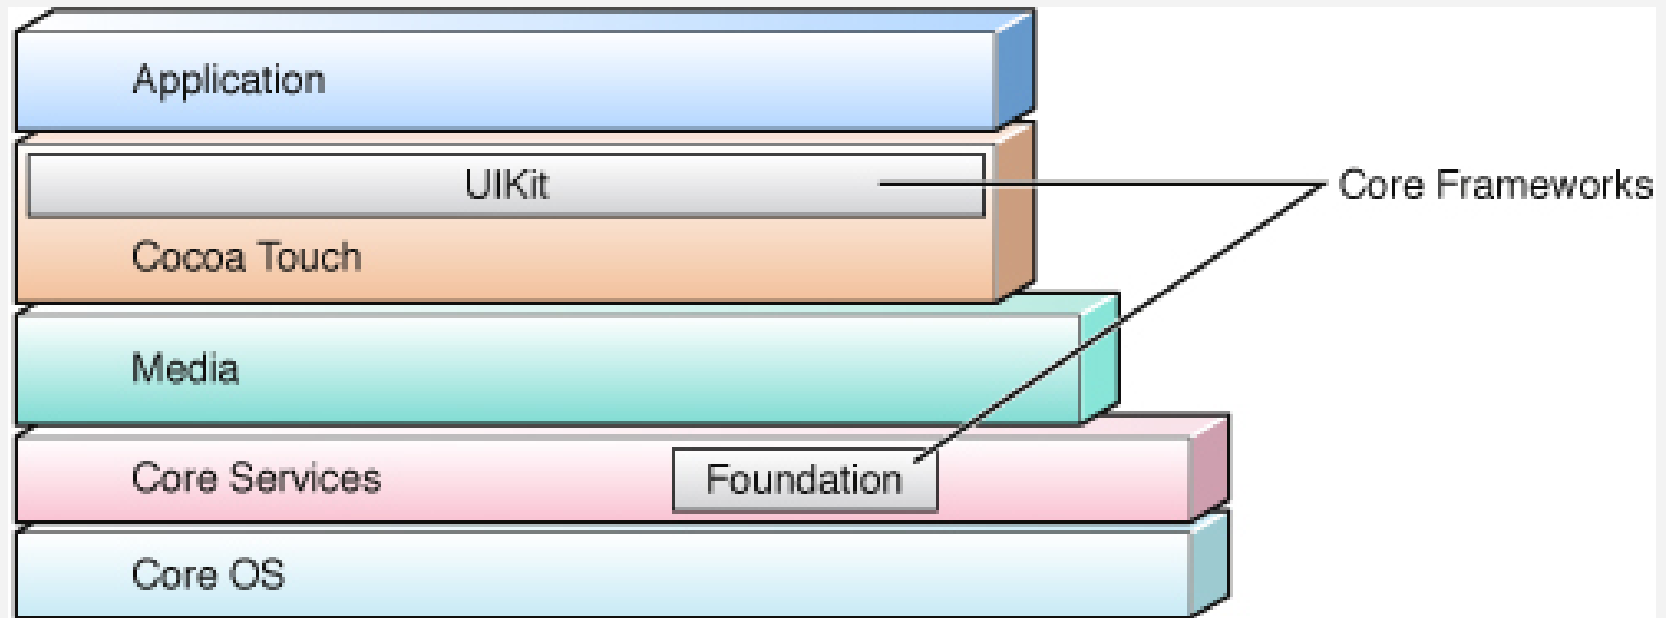 Application
UIKit
Core Frameworks
Cocoa Touch
Media
Core Services
Foundation
Core OS